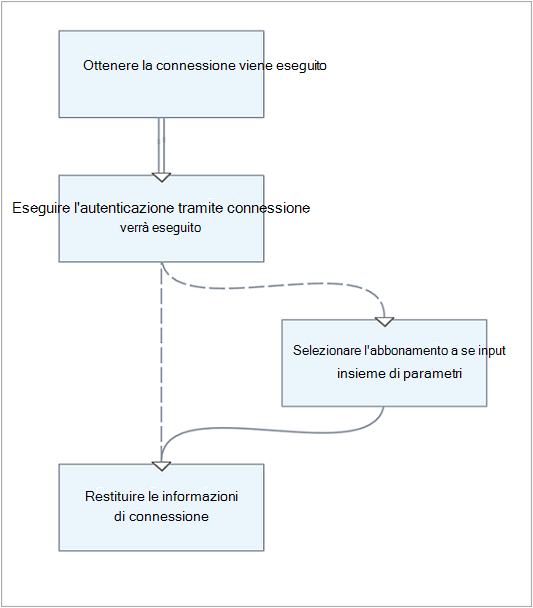 Ottenere la connessione viene eseguito
Eseguire l'autenticazione tramite connessione
verrà eseguito
Selezionare l'abbonamento a se input
insieme di parametri
Restituire le informazioni
di connessione